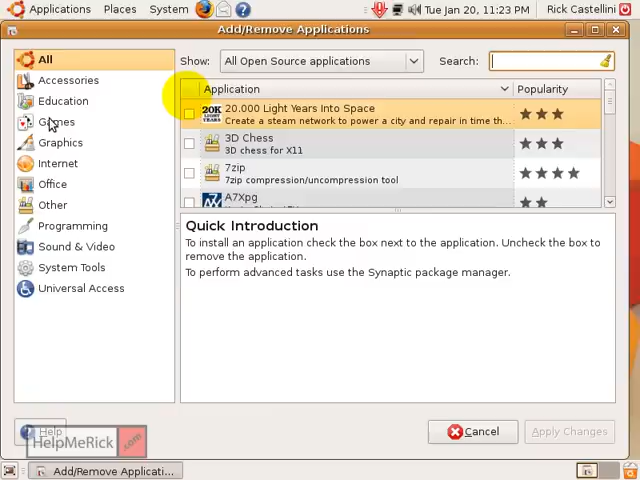 Applications Places System Tue Jan 20, 11:23 PM Rick Castellini
Add/Remove Applications
All
Accessories
Education
Games
Graphics
Internet
Office
Other
Programming
Sound & Video
System Tools
Universal Access
Show: All Open Source applications Search:
Application Popularity
20K LIGHT YEARS
20.000 Light Years Into Space
Create a steam network to power a city and repair in time th...
3D Chess
3D chess for X11
7zip
7zip compression/uncompression tool
A7Xpg
Quick Introduction
To install an application check the box next to the application. Uncheck the box to
remove the application.
To perform advanced tasks use the Synaptic package manager.
Help
HelpMeRick .com
Cancel Apply Changes
Add/Remove Applicati...